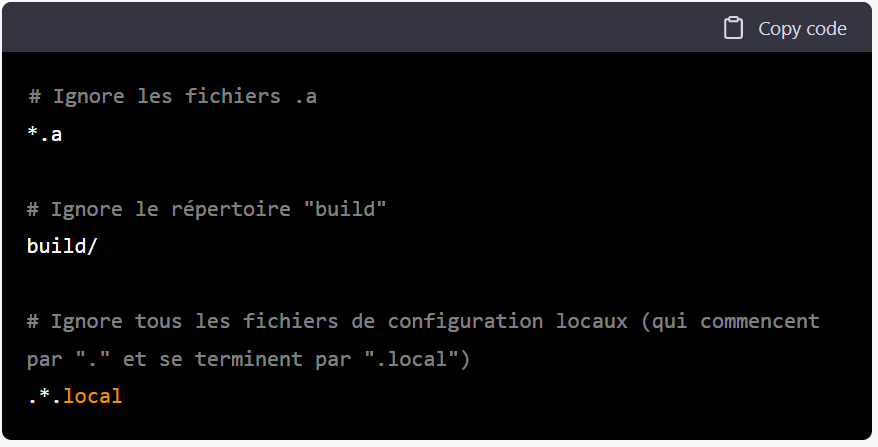 Copy code
# Ignore les fichiers .a
*.a
# Ignore le répertoire "build"
build/
# Ignore tous les fichiers de configuration locaux (qui commencent
par "." et se terminent par ".local")
.*.local